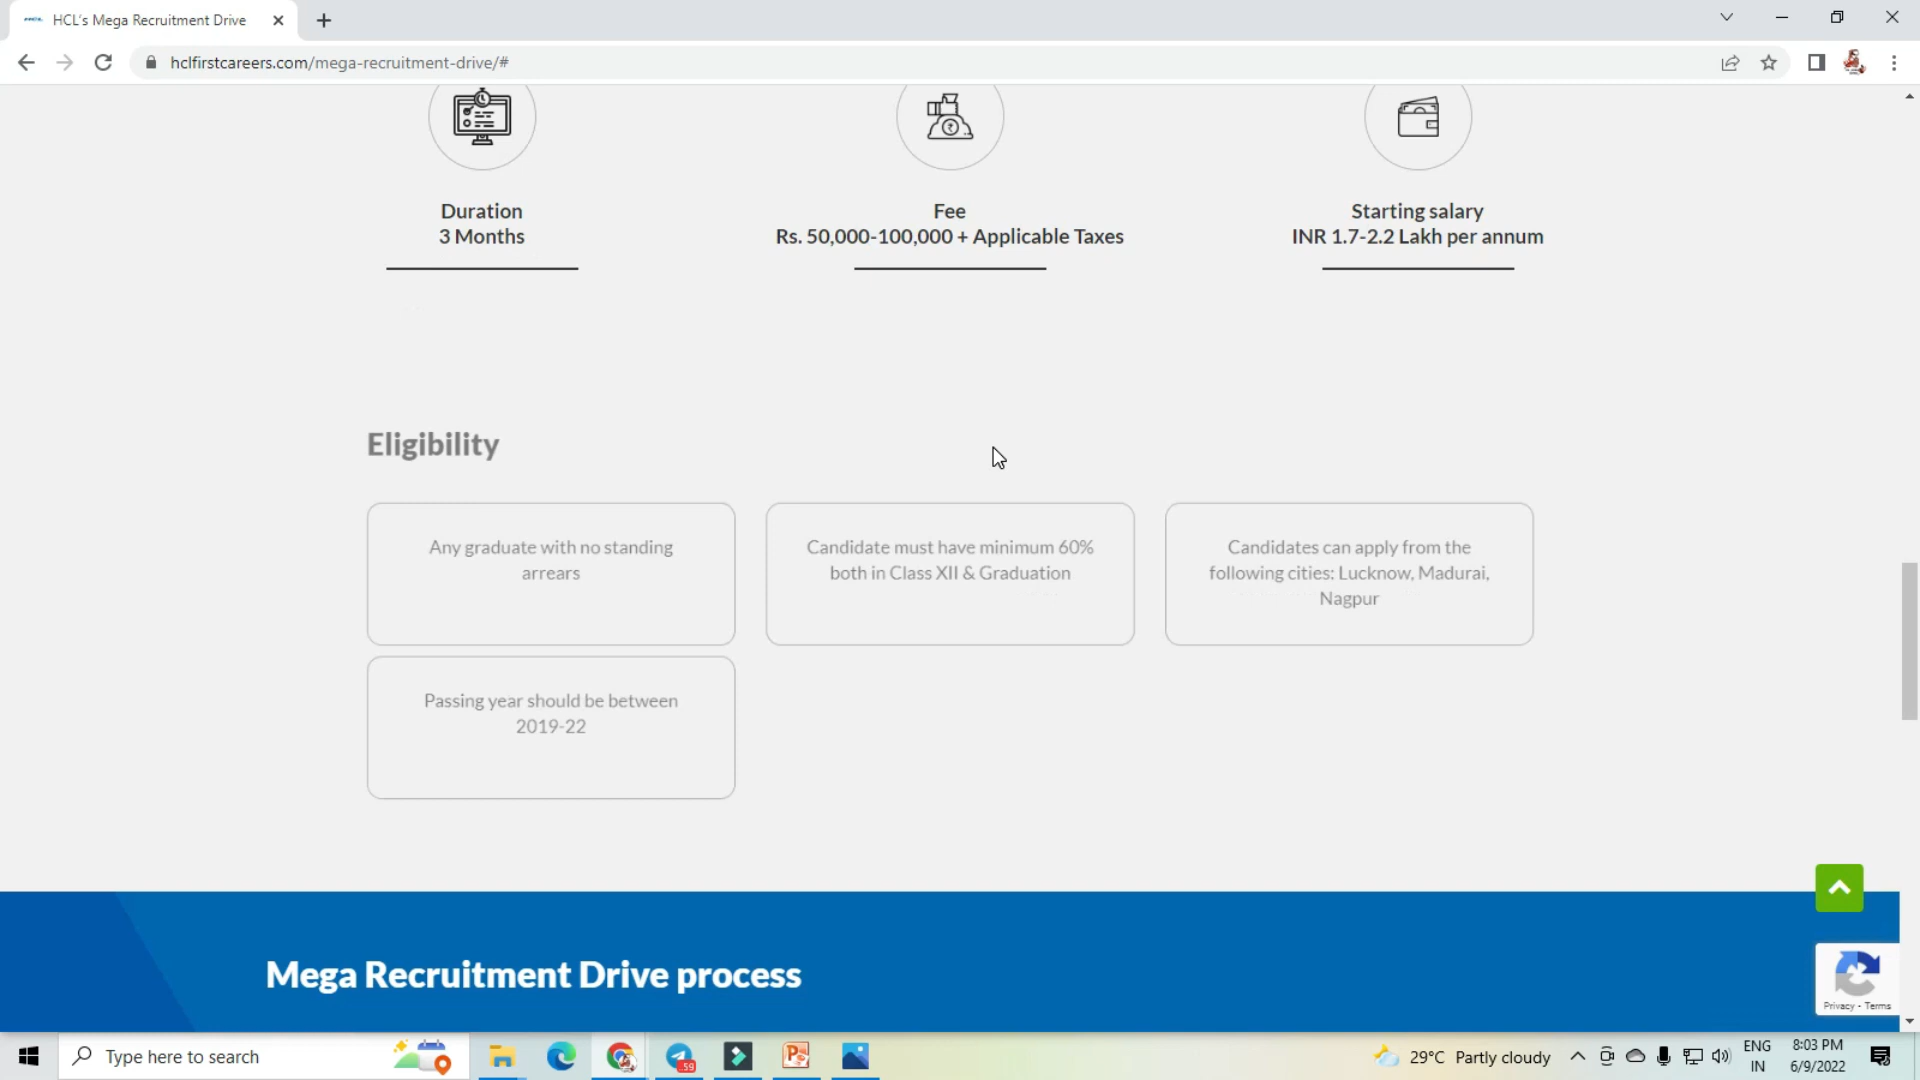 HCL's Mega Recruitment Drive
hclfirstcareers.com/mega-recruitment-drive/#
Duration
3 Months
Fee
Rs. 50,000-100,000 + Applicable Taxes
Starting salary
INR 1.7-2.2 Lakh per annum
Eligibility
Any graduate with no standing
arrears
Candidate must have minimum 60%
both in Class XII & Graduation
Candidates can apply from the
following cities: Lucknow, Madurai,
Nagpur
Passing year should be between
2019-22
Mega Recruitment Drive process
Privacy - Terms
Type here to search
59
29°C Partly cloudy
ENG
IN
8:03 PM
6/9/2022